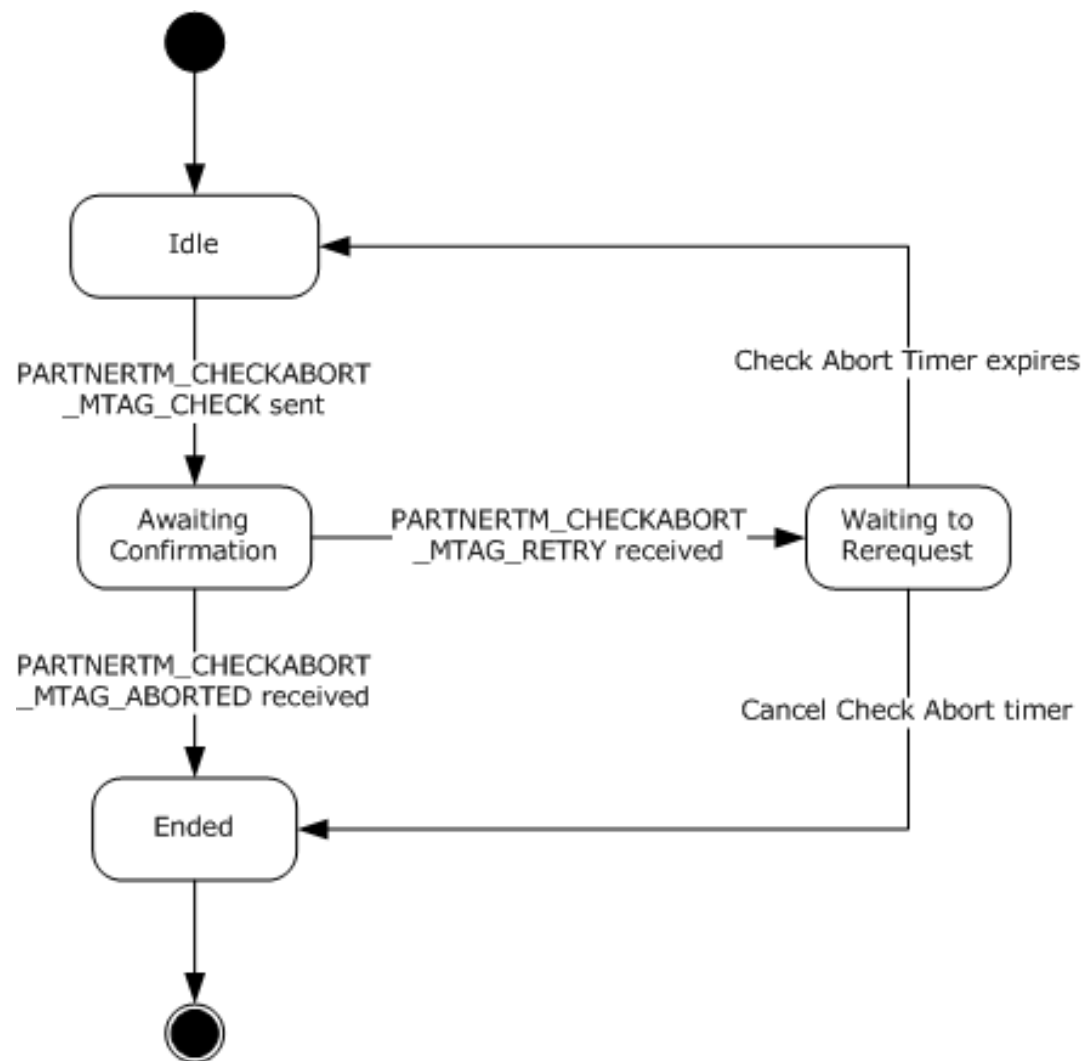 Idle
PARTNERTM_CHECKABORT
_MTAG_CHECK sent
Check Abort Timer expires
Awaiting
Confirmation
PARTNERTM_CHECKABORT
_MTAG_RETRY received
Waiting to
Rerequest
PARTNERTM_CHECKABORT
_MTAG_ABORTED received
Cancel Check Abort timer
Ended